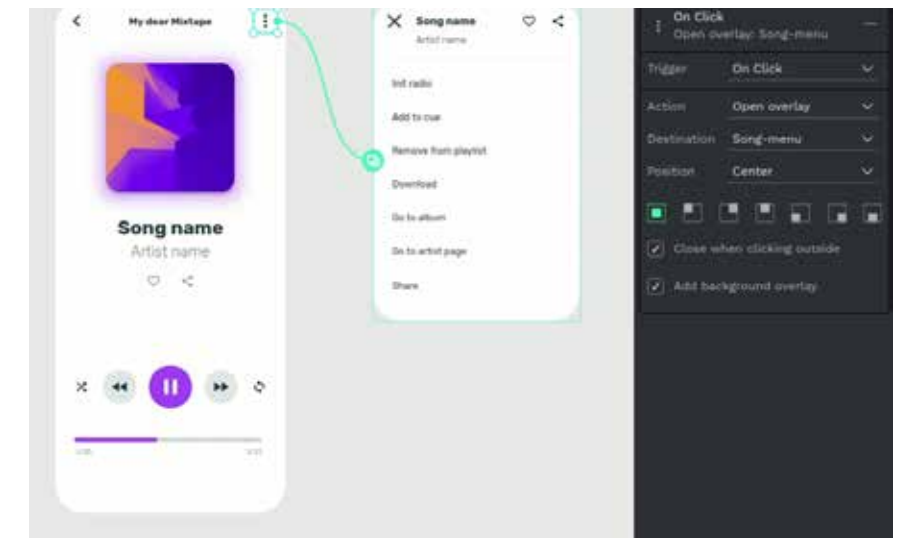 My dear Mixtape
Song name
Artist name
Song name
Artist name
Init radio
Add to cue
Remove from playlist
Download
Go to album
Go to artist page
Share
On Click
Open overlay: Song-menu
Trigger On Click
Action Open overlay
Destination Song-menu
Position Center
Close when clicking outside
Add background overlay